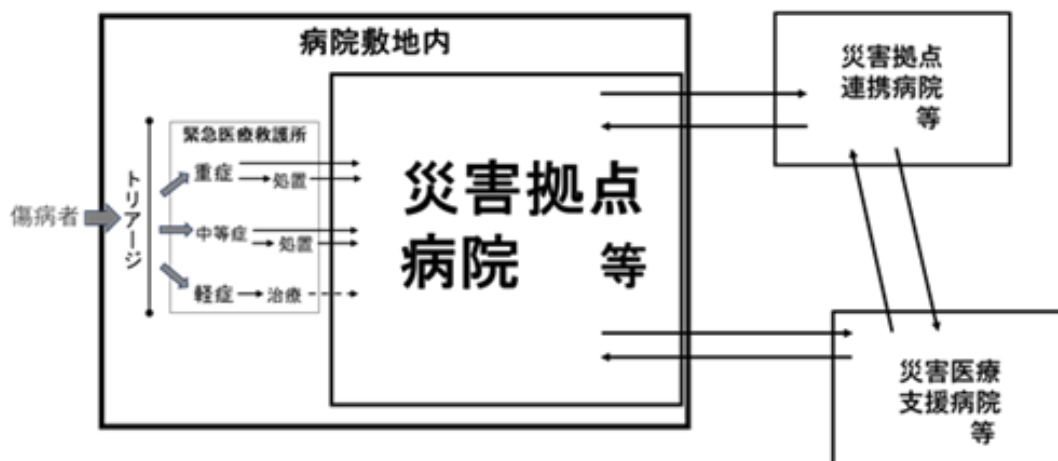 病院敷地内
災害拠点
連携病院
等
緊急医療救護所
傷病者
トリアージ
重症
処置
中等症
処置
軽症
治療
災害拠点
病院 等
災害医療
支援病院
等